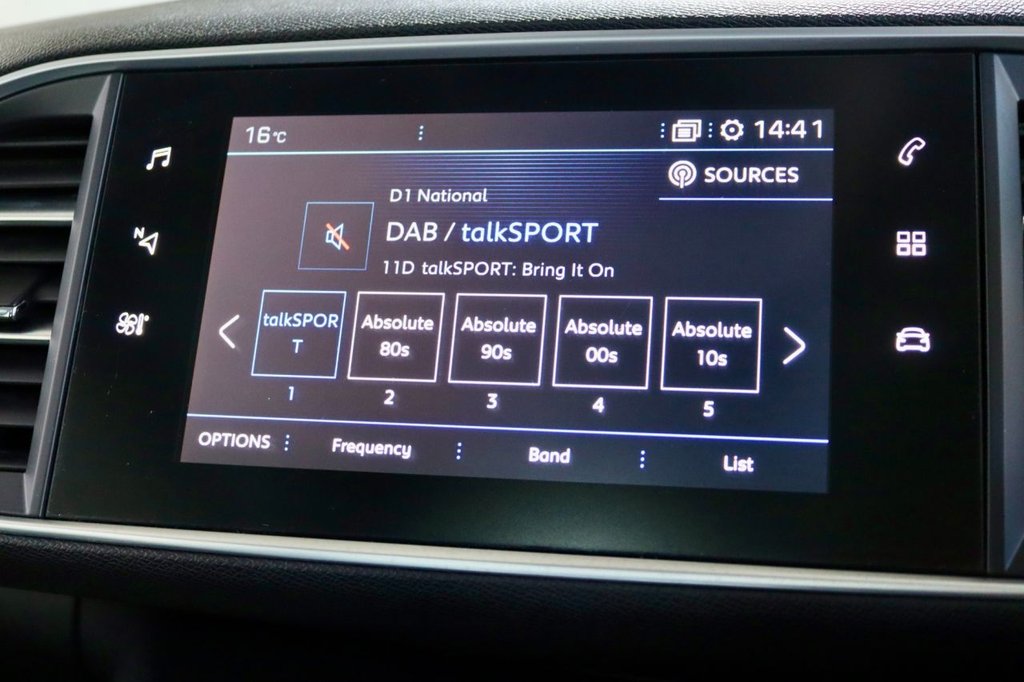 16°C
14:41
SOURCES
D1 National
DAB / talkSPORT
11D talkSPORT: Bring It On
N
talkSPOR
T
Absolute
80s
Absolute
90s
Absolute
00s
Absolute
10s
1
2
3
4
5
OPTIONS
Frequency
Band
List